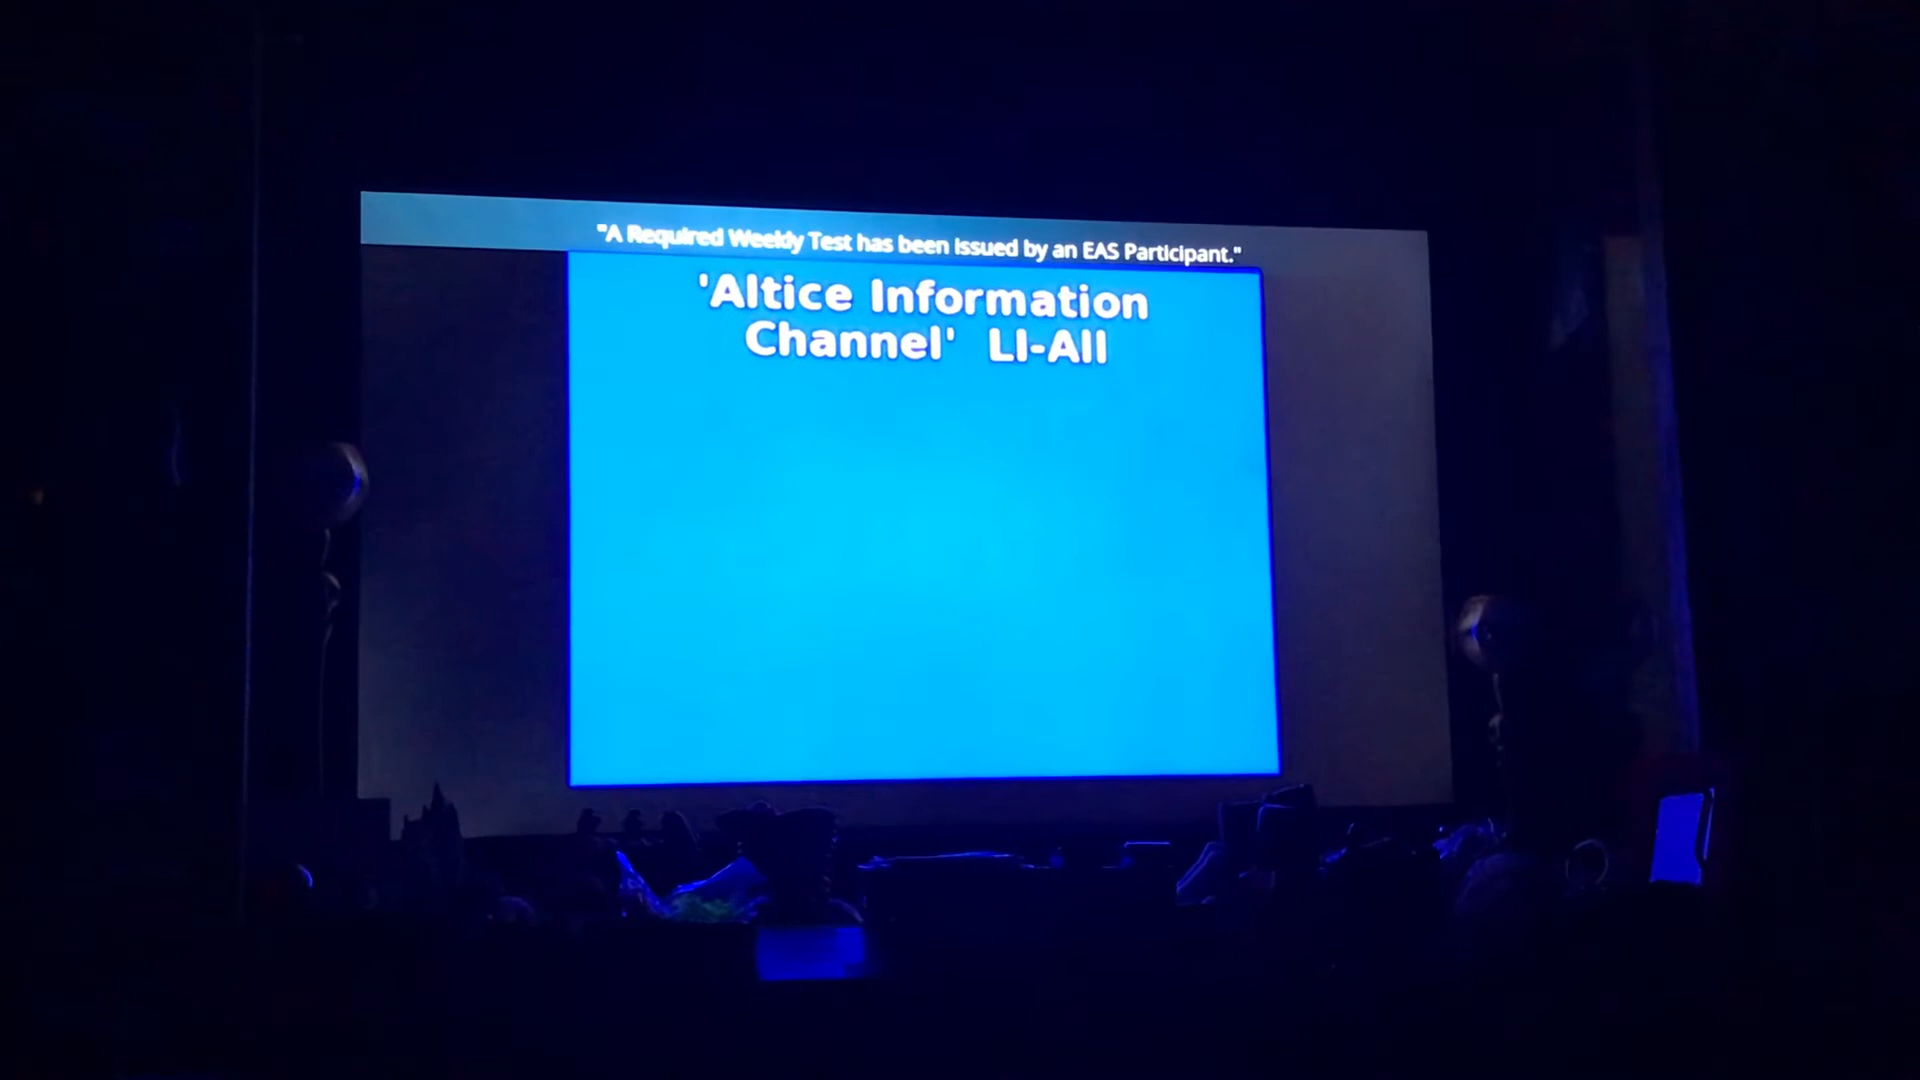 "A Required Weekly Test has been issued by an EAS Participant."
'Altice Information
Channel'  LI-All